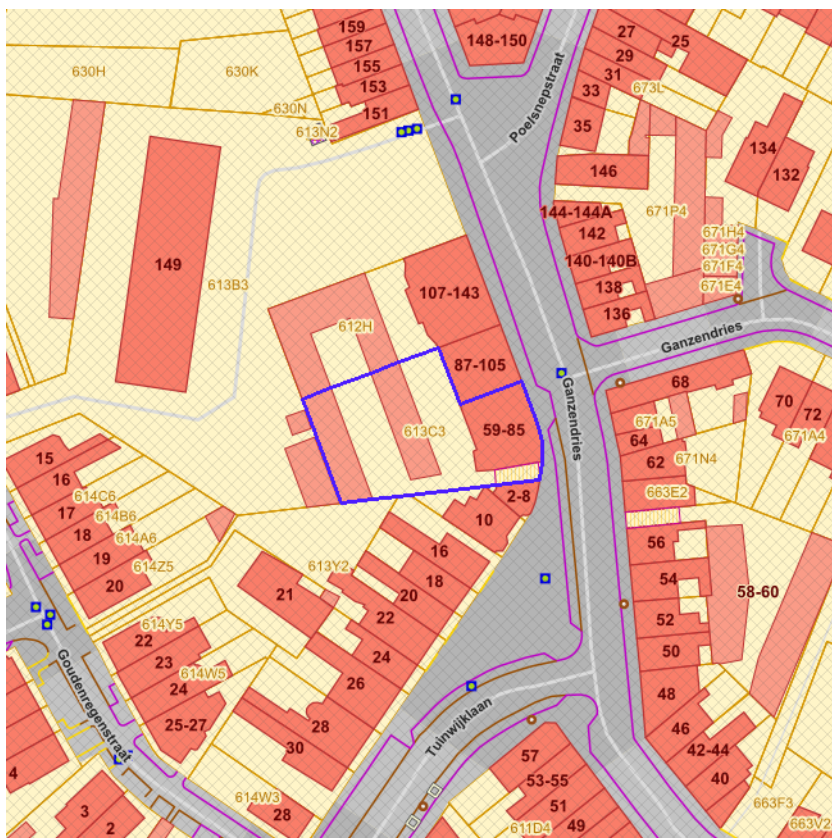 159
157
155
153
151
148-150
Poelsnepstraat
27
25
29
31
33
35
673L
630H
630K
630N
613N2
146
134
132
149
144-144A
142
140-140B
138
136
671P4
671H4
671G4
671F4
671E4
613B3
107-143
612H
87-105
Ganzendries
Ganzendries
68
613C3
59-85
70
72
671A5
64
671A4
62
671N4
663E2
15
16
17
18
19
20
614C6
614B6
614A6
614Z5
2-8
10
16
18
20
22
24
26
28
30
21
613Y2
56
54
52
50
58-60
614Y5
22
23
24
25-27
614W5
Goudenregenstraat
48
46
42-44
40
Tuinwijklaan
57
53-55
51
49
611D4
4
3
2
614W3
28
663F3
663V2